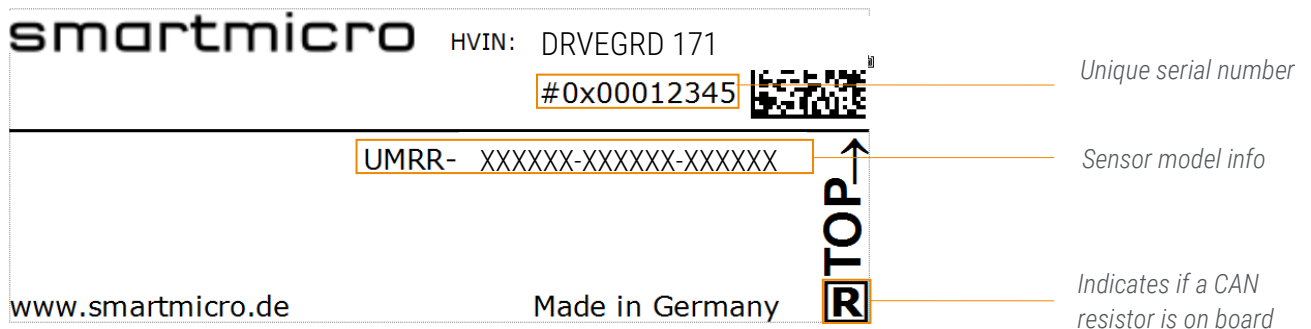 smartmicro HVIN: DRVEGRD 171
#0x00012345
Unique serial number
UMRR- XXXXXX-XXXXXX-XXXXXX
Sensor model info
TOP→
www.smartmicro.de
Made in Germany
R
Indicates if a CAN
resistor is on board